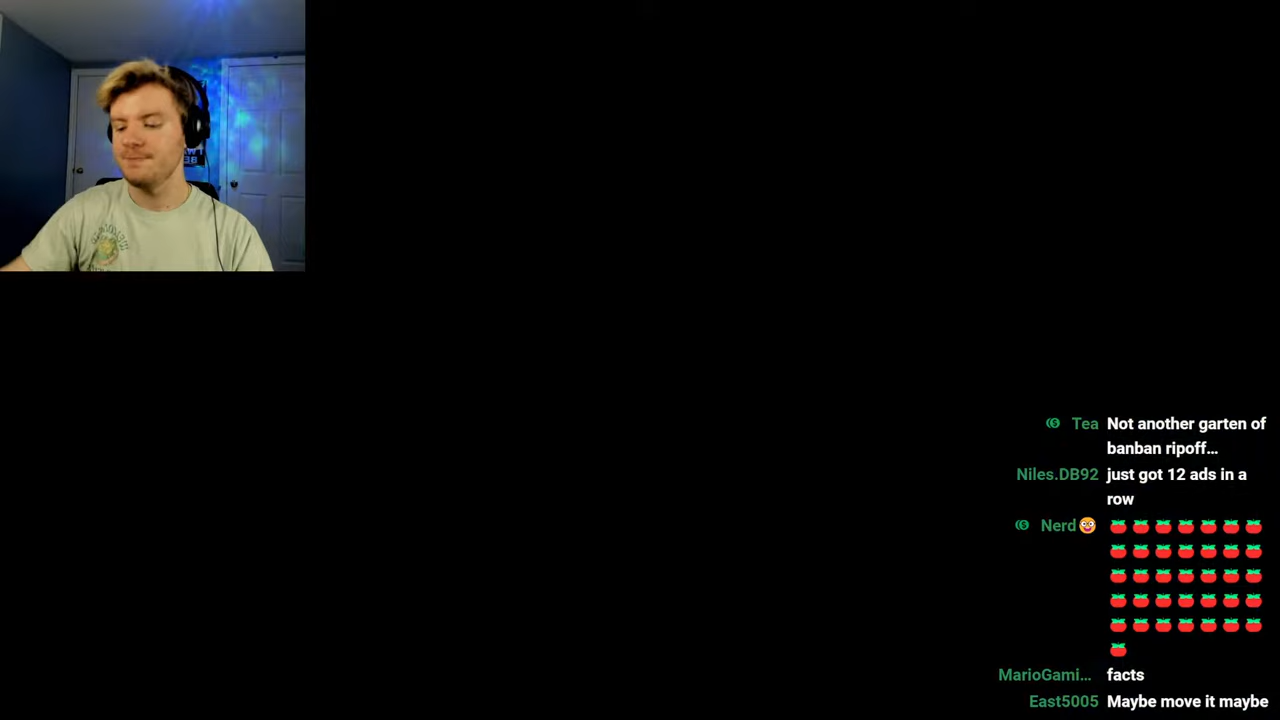 Tea Not another garten of
banban ripoff...
Niles.DB92 just got 12 ads in a
row
Nerd
MarioGami... facts
East5005 Maybe move it maybe